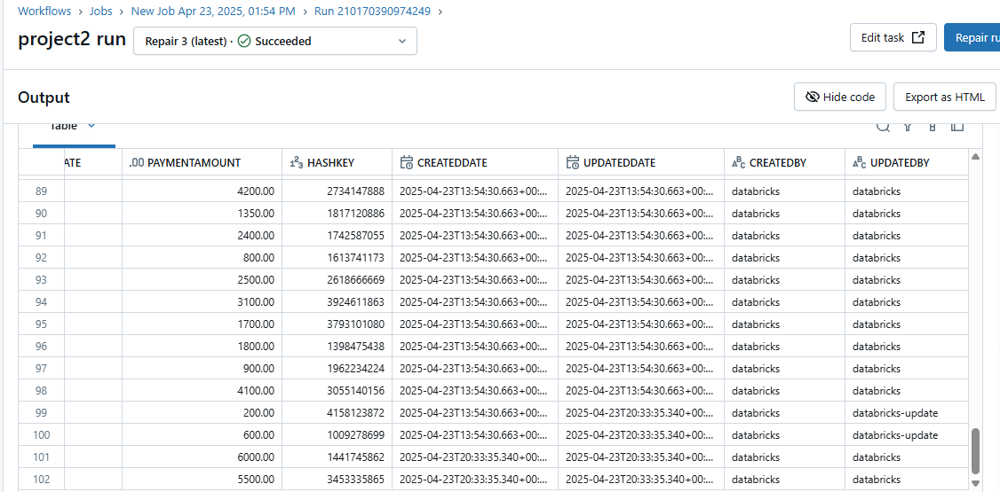 Workflows › Jobs › New Job Apr 23, 2025, 01:54 PM › Run 210170390974249 ›
project2 run
Repair 3 (latest) · Succeeded
Edit task
Repair ru
Output
Hide code
Export as HTML
Table
ATE .00 PAYMENTAMOUNT 123 HASHKEY CREATEDDATE UPDATEDDATE ABC CREATEDBY ABC UPDATEDBY
89 4200.00 2734147888 2025-04-23T13:54:30.663+00:... 2025-04-23T13:54:30.663+00:... databricks databricks
90 1350.00 1817120886 2025-04-23T13:54:30.663+00:... 2025-04-23T13:54:30.663+00:... databricks databricks
91 2400.00 1742587055 2025-04-23T13:54:30.663+00:... 2025-04-23T13:54:30.663+00:... databricks databricks
92 800.00 1613741173 2025-04-23T13:54:30.663+00:... 2025-04-23T13:54:30.663+00:... databricks databricks
93 2500.00 2618666669 2025-04-23T13:54:30.663+00:... 2025-04-23T13:54:30.663+00:... databricks databricks
94 3100.00 3924611863 2025-04-23T13:54:30.663+00:... 2025-04-23T13:54:30.663+00:... databricks databricks
95 1700.00 3793101080 2025-04-23T13:54:30.663+00:... 2025-04-23T13:54:30.663+00:... databricks databricks
96 1800.00 1398475438 2025-04-23T13:54:30.663+00:... 2025-04-23T13:54:30.663+00:... databricks databricks
97 900.00 1962234224 2025-04-23T13:54:30.663+00:... 2025-04-23T13:54:30.663+00:... databricks databricks
98 4100.00 3055140156 2025-04-23T13:54:30.663+00:... 2025-04-23T13:54:30.663+00:... databricks databricks
99 200.00 4158123872 2025-04-23T13:54:30.663+00:... 2025-04-23T20:33:35.340+00:... databricks databricks-update
100 600.00 1009278699 2025-04-23T13:54:30.663+00:... 2025-04-23T20:33:35.340+00:... databricks databricks-update
101 6000.00 1441745862 2025-04-23T20:33:35.340+00:... 2025-04-23T20:33:35.340+00:... databricks databricks
102 5500.00 3453335865 2025-04-23T20:33:35.340+00:... 2025-04-23T20:33:35.340+00:... databricks databricks